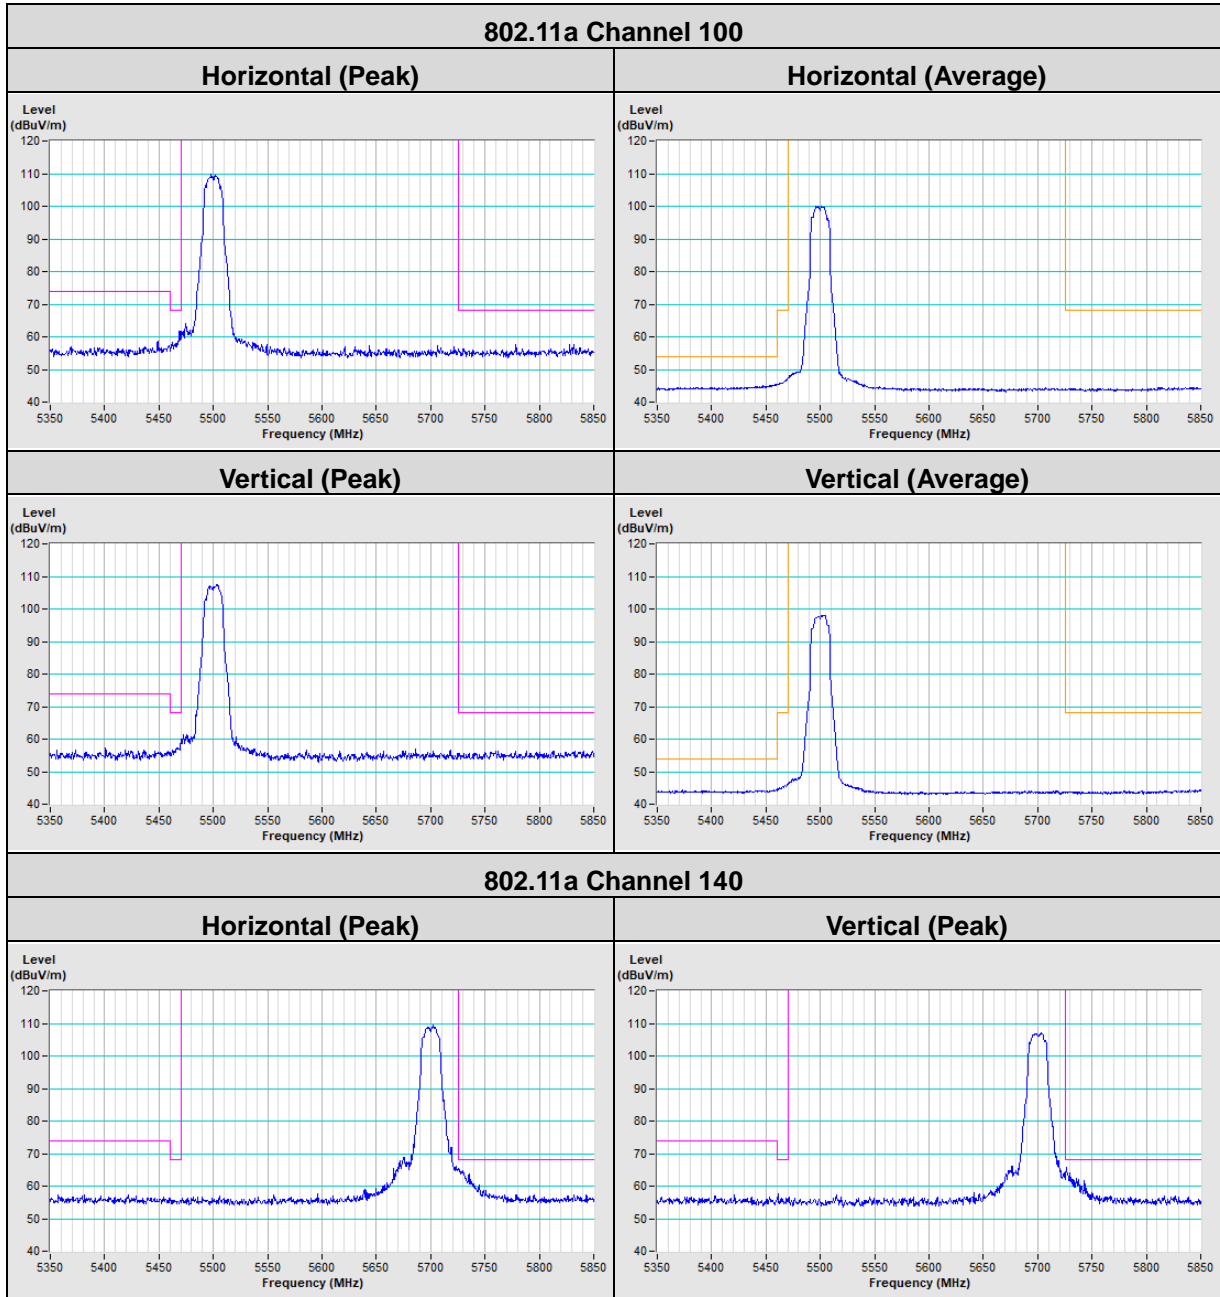 802.11a Channel 100
Horizontal (Peak) Horizontal (Average)
Level Level
(dBuV/m) (dBuV/m)
120 120
110 110
100 100
90 90
80 80
70 70
60 60
50 50
40 40
5350 5400 5450 5500 5550 5600 5650 5700 5750 5800 5850 5350 5400 5450 5500 5550 5600 5650 5700 5750 5800 5850
Frequency (MHz) Frequency (MHz)
Vertical (Peak) Vertical (Average)
Level Level
(dBuV/m) (dBuV/m)
120 120
110 110
100 100
90 90
80 80
70 70
60 60
50 50
40 40
5350 5400 5450 5500 5550 5600 5650 5700 5750 5800 5850 5350 5400 5450 5500 5550 5600 5650 5700 5750 5800 5850
Frequency (MHz) Frequency (MHz)
802.11a Channel 140
Horizontal (Peak) Vertical (Peak)
Level Level
(dBuV/m) (dBuV/m)
120 120
110 110
100 100
90 90
80 80
70 70
60 60
50 50
40 40
5350 5400 5450 5500 5550 5600 5650 5700 5750 5800 5850 5350 5400 5450 5500 5550 5600 5650 5700 5750 5800 5850
Frequency (MHz) Frequency (MHz)